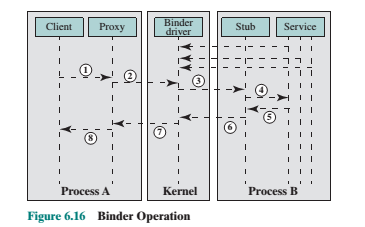 Client
Proxy
Binder
driver
Stub
Service
1
2
3
4
5
6
7
8
Process A
Kernel
Process B
Figure 6.16 Binder Operation